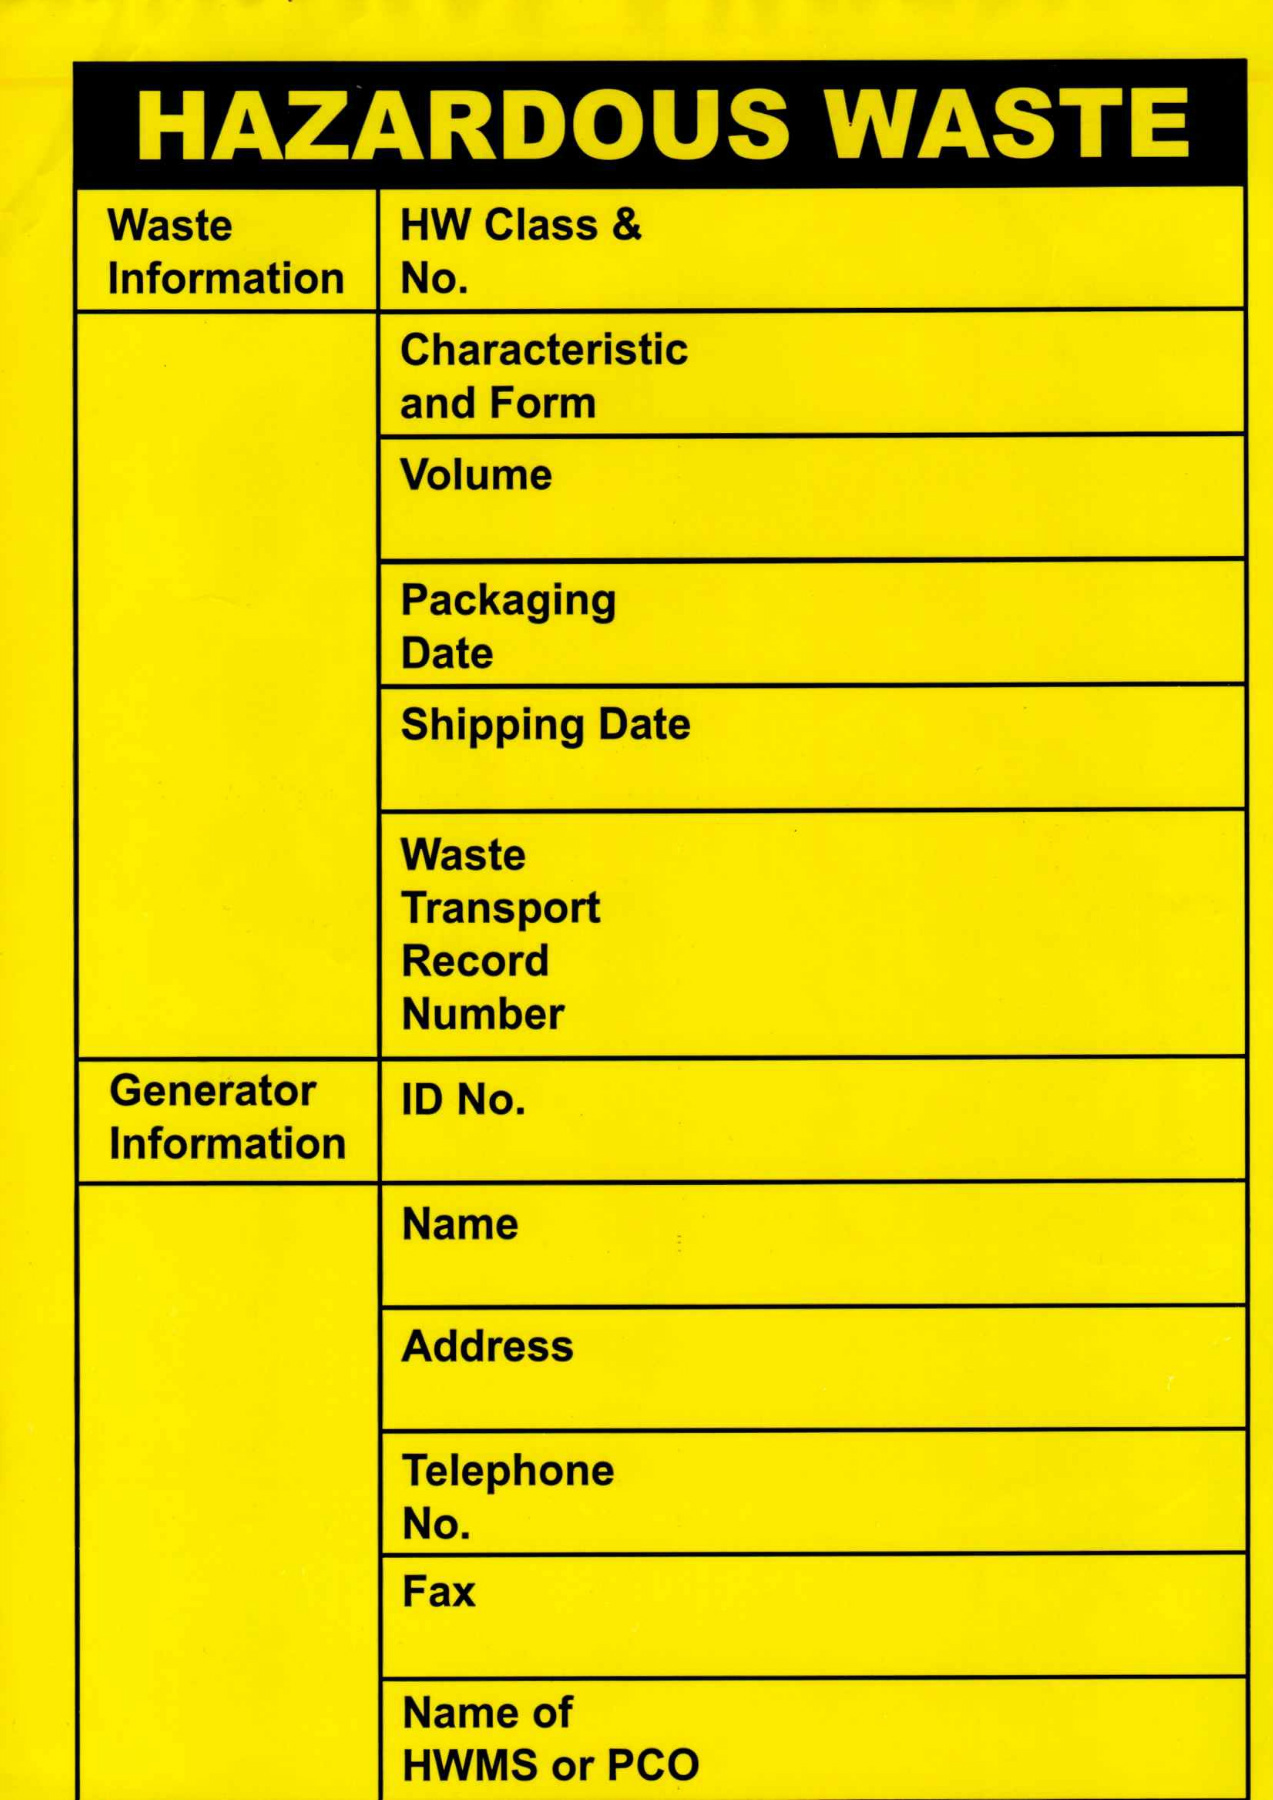 HAZARDOUS WASTE
Waste
Information
HW Class &
No.
Characteristic
and Form
Volume
Packaging
Date
Shipping Date
Waste
Transport
Record
Number
Generator
Information
ID No.
Name
Address
Telephone
No.
Fax
Name of
HWMS or PCO